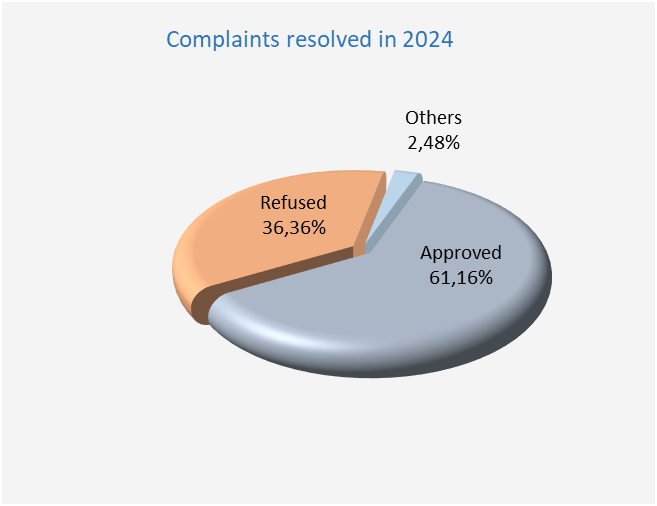 Complaints resolved in 2024
Others
2,48%
Refused
36,36%
Approved
61,16%